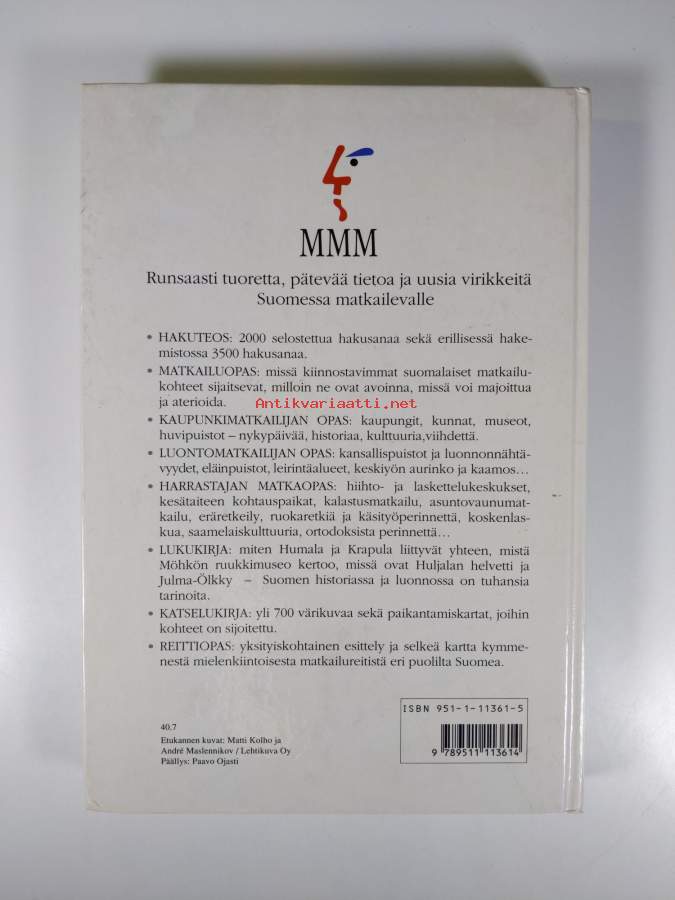 MMM
Runsaasti tuoretta, pätevää tietoa ja uusia virikkeitä
Suomessa matkailevalle
• HAKUTEOS: 2000 selostettua hakusanaa sekä erillisessä hake-
mistossa 3500 hakusanaa.
• MATKAILUOPAS: missä kiinnostavimmat suomalaiset matkailu-
kohteet sijaitsevat, milloin ne ovat avoinna, missä voi majoittua
ja aterioida.
Antikvariaatti.net
• KAUPUNKIMATKAILIJAN OPAS: kaupungit, kunnat, museot,
huvipuistot – nykypäivää, historiaa, kulttuuria,viihdettä.
• LUONTOMATKAILIJAN OPAS: kansallispuistot ja luonnonnähtä-
vyydet, eläinpuistot, leirintäalueet, keskiyön aurinko ja kaamos...
• HARRASTAJAN MATKAOPAS: hiihto- ja laskettelukeskukset,
kesätaiteen kohtauspaikat, kalastusmatkailu, asuntovaunumat-
kailu, eräretkeily, ruokaretkiä ja käsityöperinnettä, koskenlas-
kua, saamelaiskulttuuria, ortodoksista perinnettä...
• LUKUKIRJA: miten Humala ja Krapula liittyvät yhteen, mistä
Möhkön ruukkimuseo kertoo, missä ovat Huljalan helvetti ja
Julma-Ölkky – Suomen historiassa ja luonnossa on tuhansia
tarinoita.
• KATSELUKIRJA: yli 700 värikuvaa sekä paikantamiskartat, joihin
kohteet on sijoitettu.
• REITTIOPAS: yksityiskohtainen esittely ja selkeä kartta kymme-
nestä mielenkiintoisesta matkailureitistä eri puolilta Suomea.
40.7
Etukannen kuvat: Matti Kolho ja
André Maslennikov / Lehtikuva Oy
Päällys: Paavo Ojasti
ISBN 951-1-11361-5
9 789511 113614